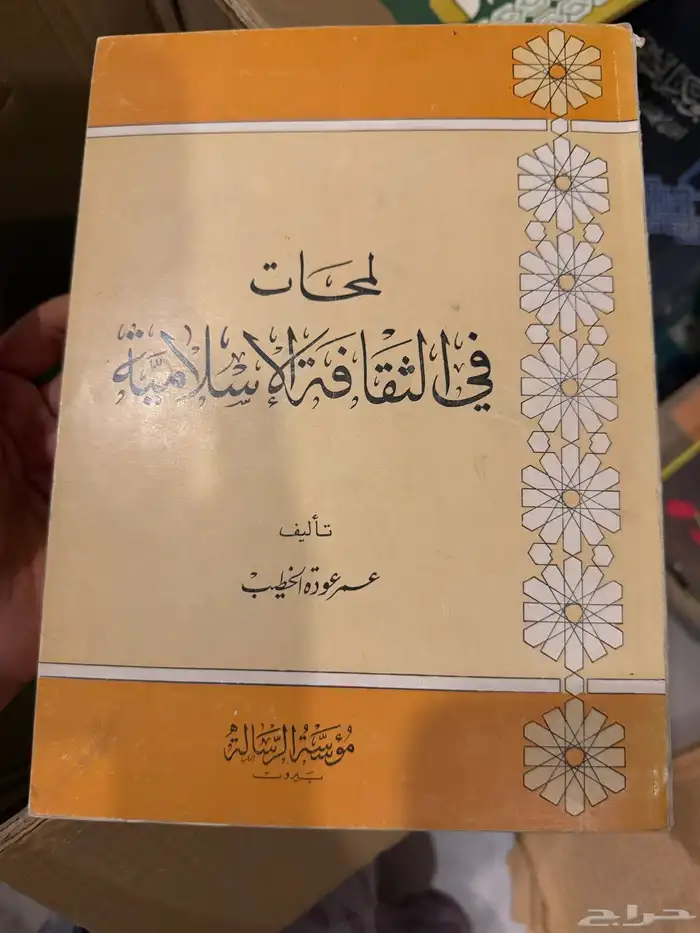 لمحات
في الثقافة الإسلامية
تأليف
عمر عودة الخطيب
مؤسسة الرسالة
بيروت
حراج